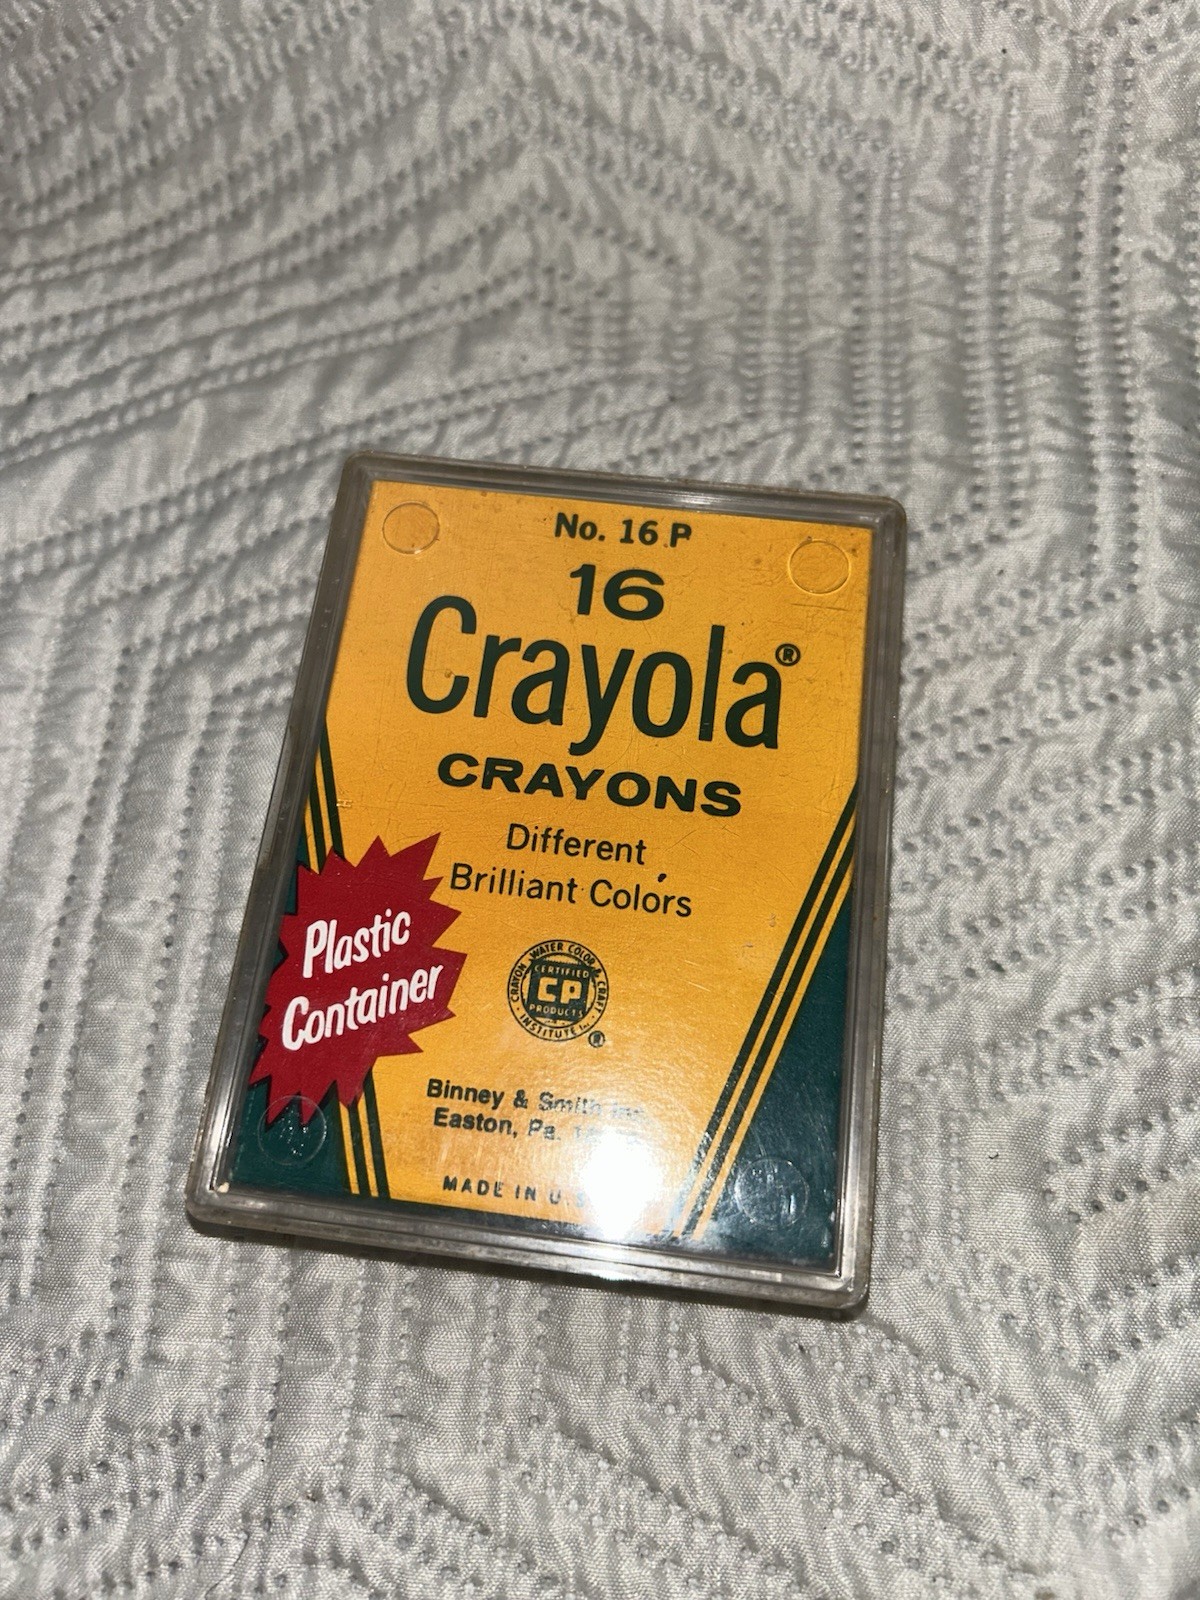 No. 16 P
16
Crayola®
CRAYONS
Different
Brilliant Colors
Plastic
Container
CRAYON, WATER COLOR & CRAFT
INSTITUTE
CERTIFIED
CP
PRODUCTS
®
Binney & Smith
Easton, Pa.
MADE IN U.